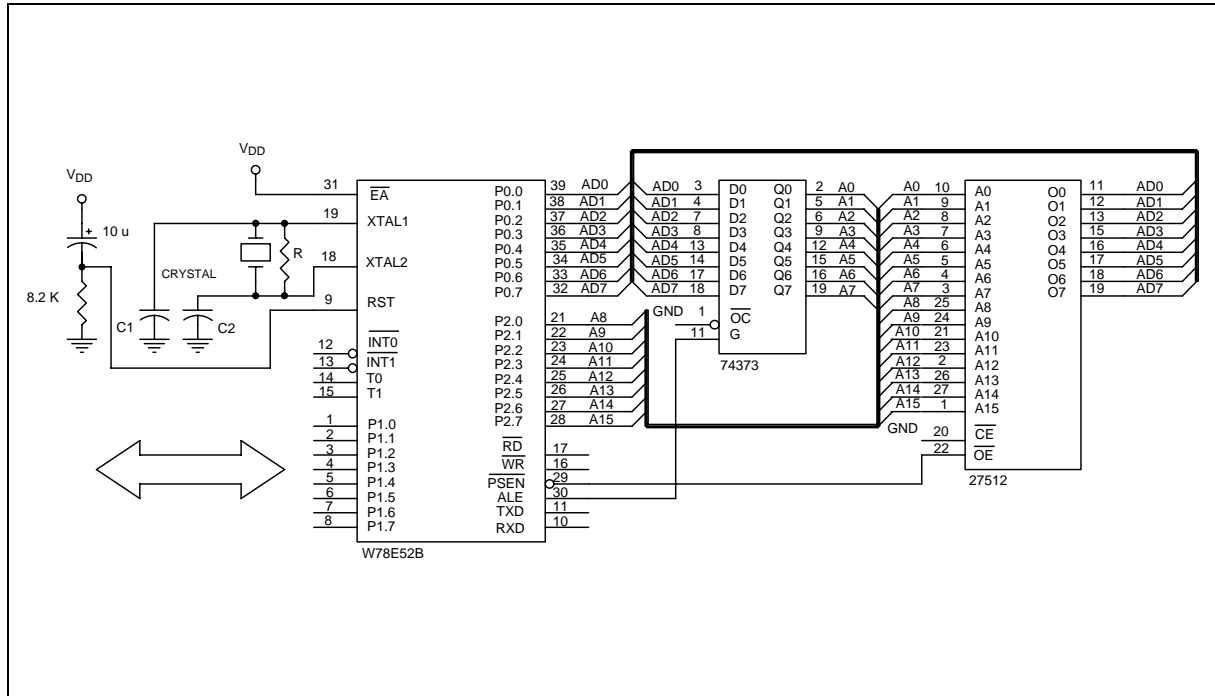 VDD
10 u
8.2 K
VDD
CRYSTAL
R
C1
C2
31
EA
19
XTAL1
18
XTAL2
9
RST
12
INT0
13
INT1
14
T0
15
T1
1
P1.0
2
P1.1
3
P1.2
4
P1.3
5
P1.4
6
P1.5
7
P1.6
8
P1.7
P0.0 39 AD0
P0.1 38 AD1
P0.2 37 AD2
P0.3 36 AD3
P0.4 35 AD4
P0.5 34 AD5
P0.6 33 AD6
P0.7 32 AD7
P2.0 21 A8
P2.1 22 A9
P2.2 23 A10
P2.3 24 A11
P2.4 25 A12
P2.5 26 A13
P2.6 27 A14
P2.7 28 A15
RD 17
WR 16
PSEN 29
ALE 30
TXD 11
RXD 10
W78E52B
AD0 3 D0 Q0 2 A0
AD1 4 D1 Q1 5 A1
AD2 7 D2 Q2 6 A2
AD3 8 D3 Q3 9 A3
AD4 13 D4 Q4 12 A4
AD5 14 D5 Q5 15 A5
AD6 17 D6 Q6 16 A6
AD7 18 D7 Q7 19 A7
GND 1 OC
11 G
74373
A0 10 A0 O0 11 AD0
A1 9 A1 O1 12 AD1
A2 8 A2 O2 13 AD2
A3 7 A3 O3 15 AD3
A4 6 A4 O4 16 AD4
A5 5 A5 O5 17 AD5
A6 4 A6 O6 18 AD6
A7 3 A7 O7 19 AD7
A8 25 A8
A9 24 A9
A10 21 A10
A11 23 A11
A12 2 A12
A13 26 A13
A14 27 A14
A15 1 A15
GND 20 CE
22 OE
27512